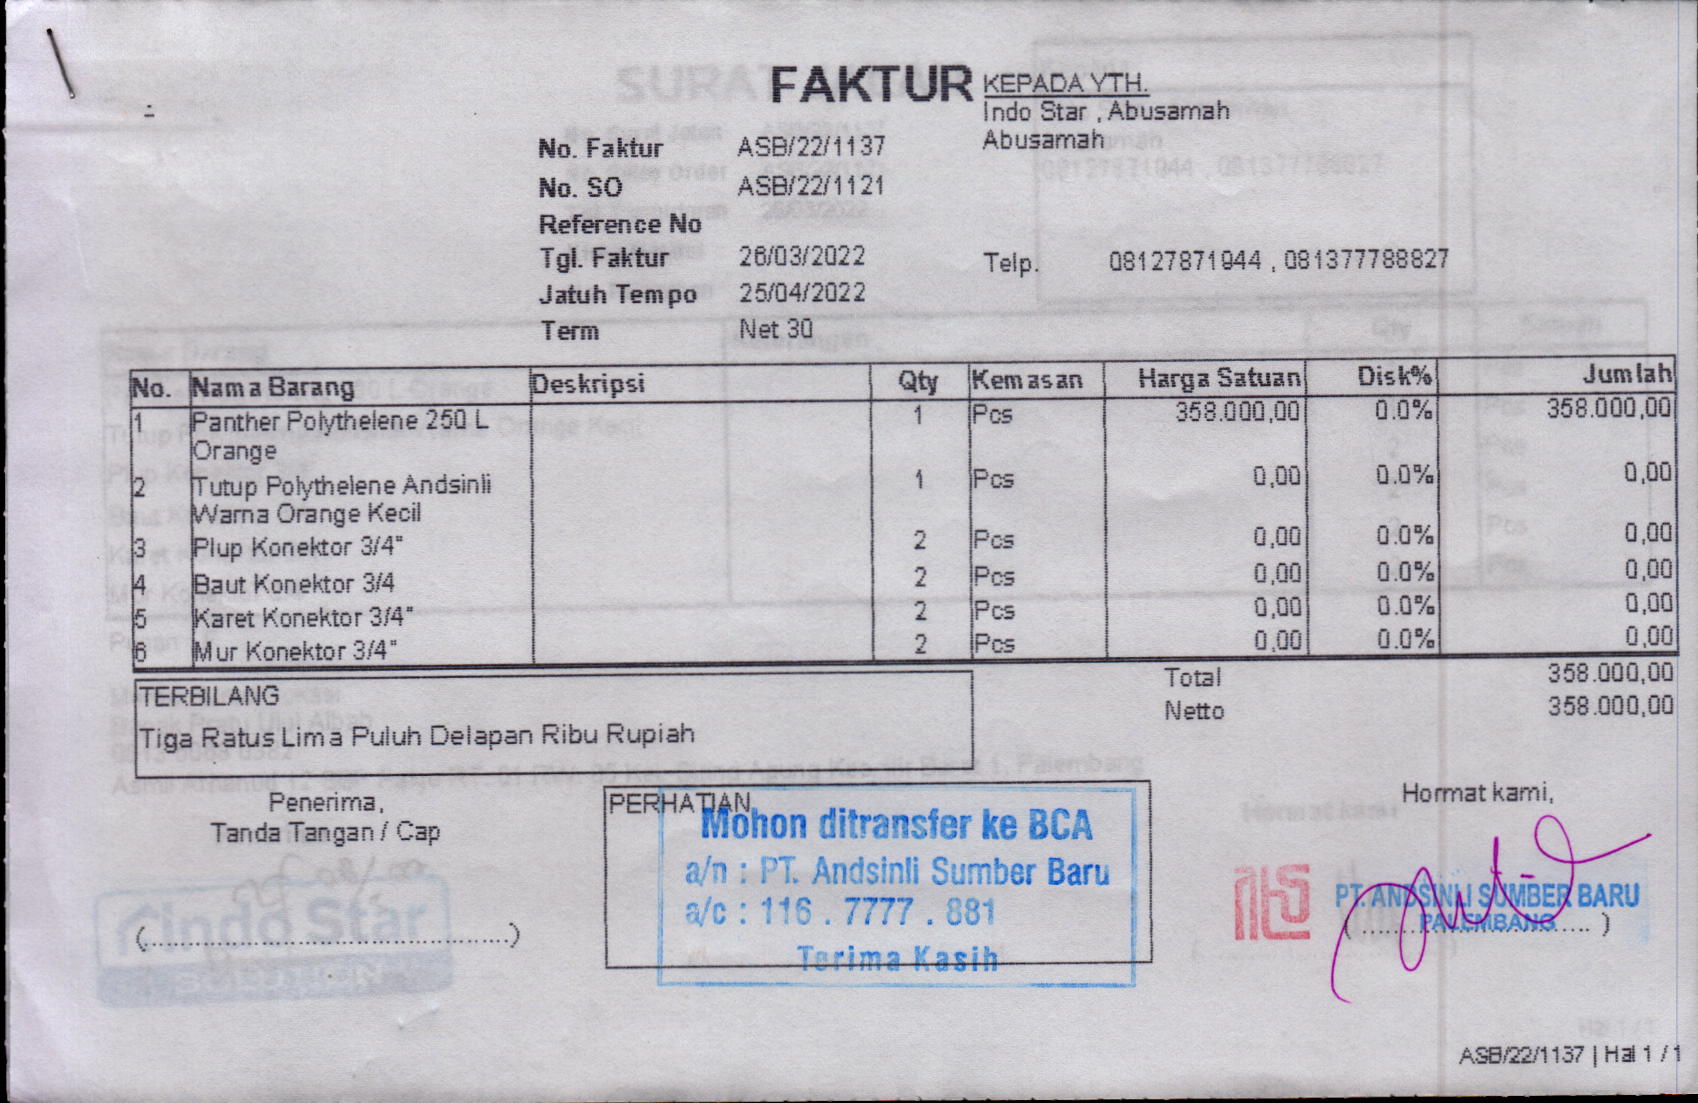 FAKTUR
KEPADA YTH.
Indo Star , Abusamah
Abusamah
No. Faktur ASB/22/1137
No. SO ASB/22/1121
Reference No
Tgl. Faktur 26/03/2022
Telp. 08127871944 , 081377788827
Jatuh Tempo 25/04/2022
Term Net 30
No. Nama Barang Deskripsi Qty Kemasan Harga Satuan Disk% Jumlah
1 Panther Polythelene 250 L 1 Pcs 358.000,00 0.0% 358.000,00
Orange
2 Tutup Polythelene Andsinli 1 Pcs 0,00 0.0% 0,00
Warna Orange Kecil
3 Plup Konektor 3/4" 2 Pcs 0,00 0.0% 0,00
4 Baut Konektor 3/4 2 Pcs 0,00 0.0% 0,00
5 Karet Konektor 3/4" 2 Pcs 0,00 0.0% 0,00
6 Mur Konektor 3/4" 2 Pcs 0,00 0.0% 0,00
Total 358.000,00
Netto 358.000,00
TERBILANG
Tiga Ratus Lima Puluh Delapan Ribu Rupiah
Penerima,
Tanda Tangan / Cap
indo Star
SOLUTION
PERHATIAN
Mohon ditransfer ke BCA
a/n : PT. Andsinli Sumber Baru
a/c : 116 . 7777 . 881
Terima Kasih
Hormat kami,
PT. ANDSINLI SUMBER BARU
PALEMBANG
ASB/22/1137 | Hal 1 / 1